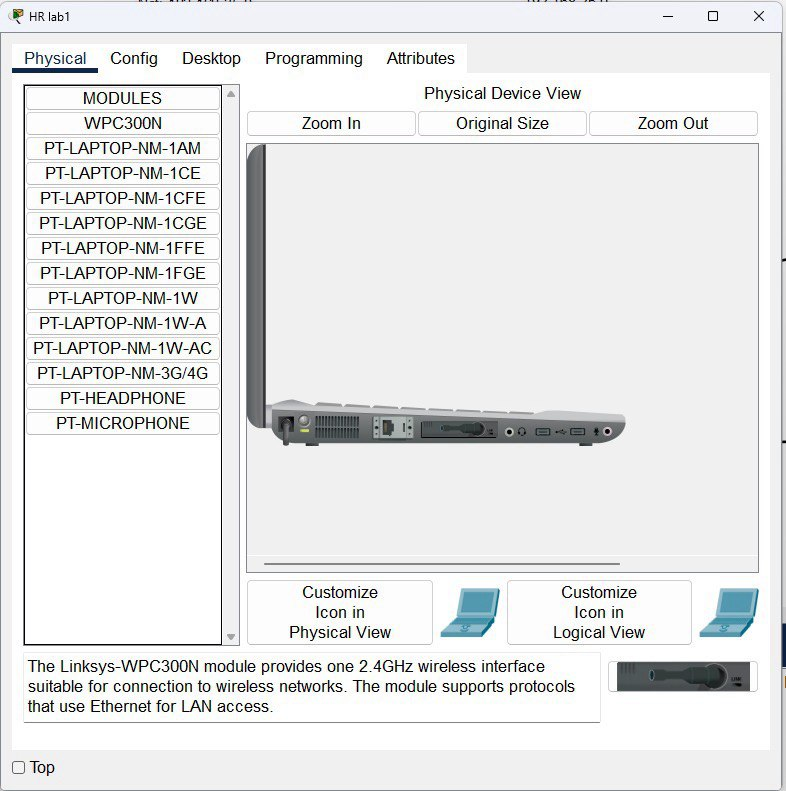 HR lab1
Physical
Config
Desktop
Programming
Attributes
MODULES
WPC300N
PT-LAPTOP-NM-1AM
PT-LAPTOP-NM-1CE
PT-LAPTOP-NM-1CFE
PT-LAPTOP-NM-1CGE
PT-LAPTOP-NM-1FFE
PT-LAPTOP-NM-1FGE
PT-LAPTOP-NM-1W
PT-LAPTOP-NM-1W-A
PT-LAPTOP-NM-1W-AC
PT-LAPTOP-NM-3G/4G
PT-HEADPHONE
PT-MICROPHONE
Physical Device View
Zoom In
Original Size
Zoom Out
Customize
Icon in
Physical View
Customize
Icon in
Logical View
The Linksys-WPC300N module provides one 2.4GHz wireless interface
suitable for connection to wireless networks. The module supports protocols
that use Ethernet for LAN access.
LINK
Top